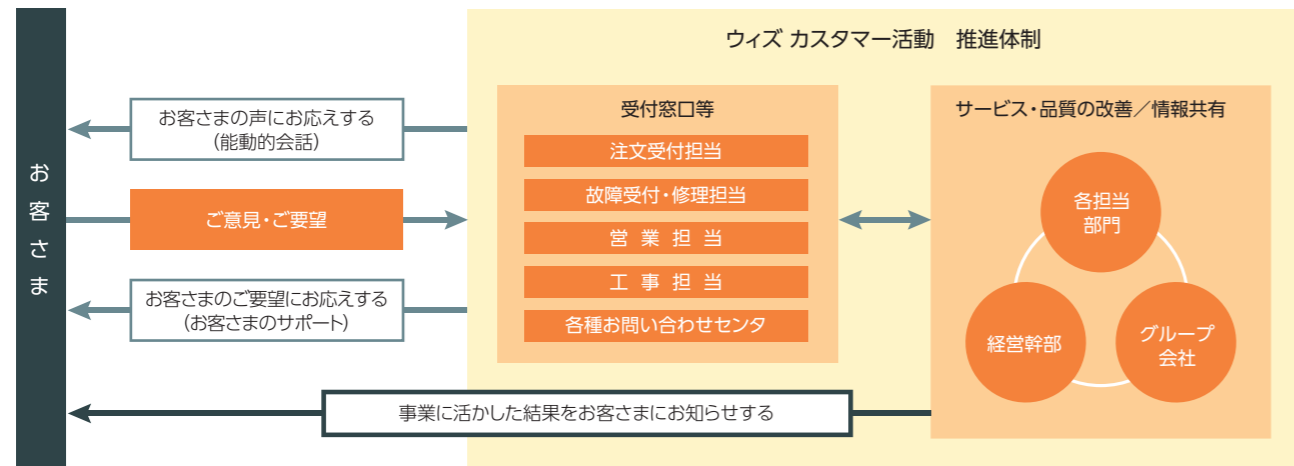 お客さま
ウィズ カスタマー活動　推進体制
お客さまの声にお応えする
(能動的会話)
ご意見・ご要望
お客さまのご要望にお応えする
(お客さまのサポート)
受付窓口等
注文受付担当
故障受付・修理担当
営 業 担 当
工 事 担 当
各種お問い合わせセンタ
サービス・品質の改善／情報共有
各担当
部門
経営幹部
グループ
会社
事業に活かした結果をお客さまにお知らせする